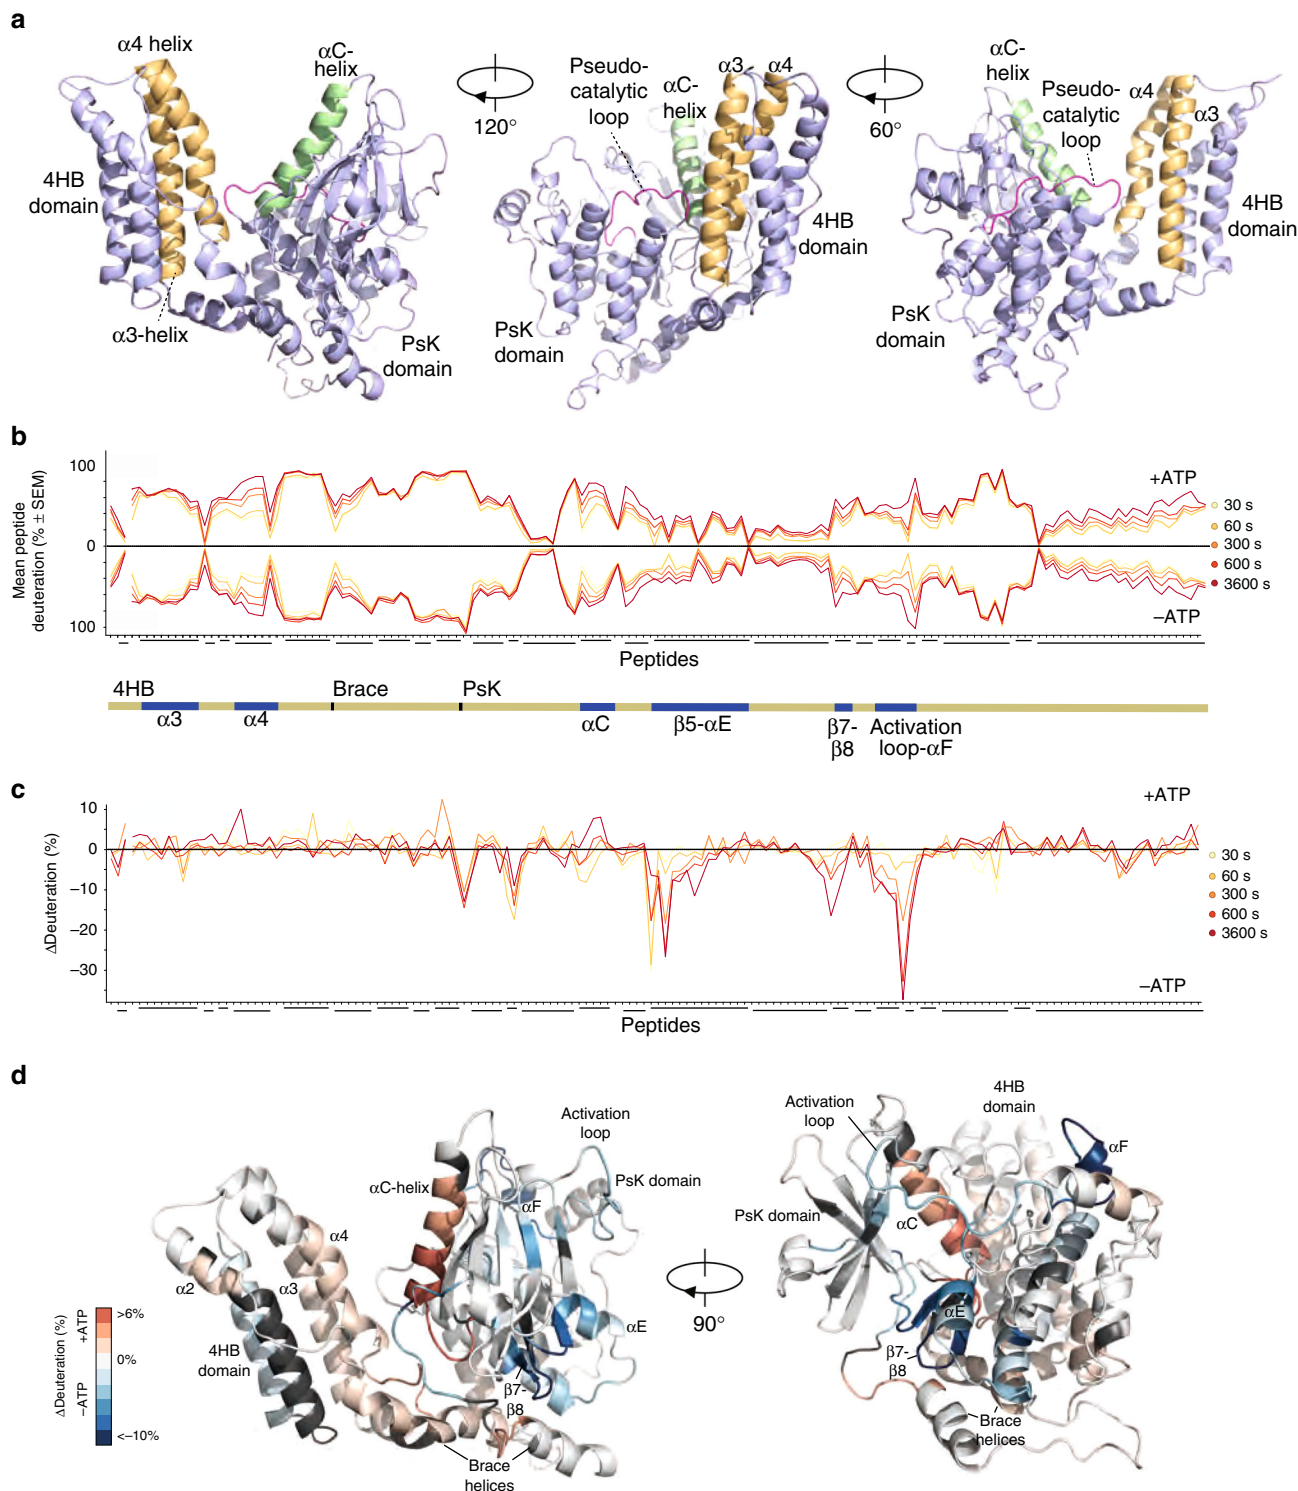 a
α4 helix
αC-
helix
4HB
domain
α3-helix
PsK
domain
120°
Pseudo-
catalytic
loop
αC-
helix
α3
α4
4HB
domain
PsK
domain
60°
αC-
helix
Pseudo-
catalytic
loop
α4
α3
4HB
domain
PsK
domain
b
Mean peptide
deuteration (% ± SEM)
100
0
100
+ATP
−ATP
30 s
60 s
300 s
600 s
3600 s
Peptides
4HB
Brace
PsK
α3
α4
αC
β5-αE
β7-
β8
Activation
loop-αF
c
ΔDeuteration (%)
10
0
−10
−20
−30
+ATP
−ATP
30 s
60 s
300 s
600 s
3600 s
Peptides
d
Activation
loop
αC-helix
PsK domain
αF
α4
α2
α3
αE
4HB
domain
β7-
β8
Brace
helices
ΔDeuteration (%)
−ATP +ATP
>6%
0%
<−10%
90°
Activation
loop
4HB
domain
αF
PsK domain
αC
αE
β7-
β8
Brace
helices